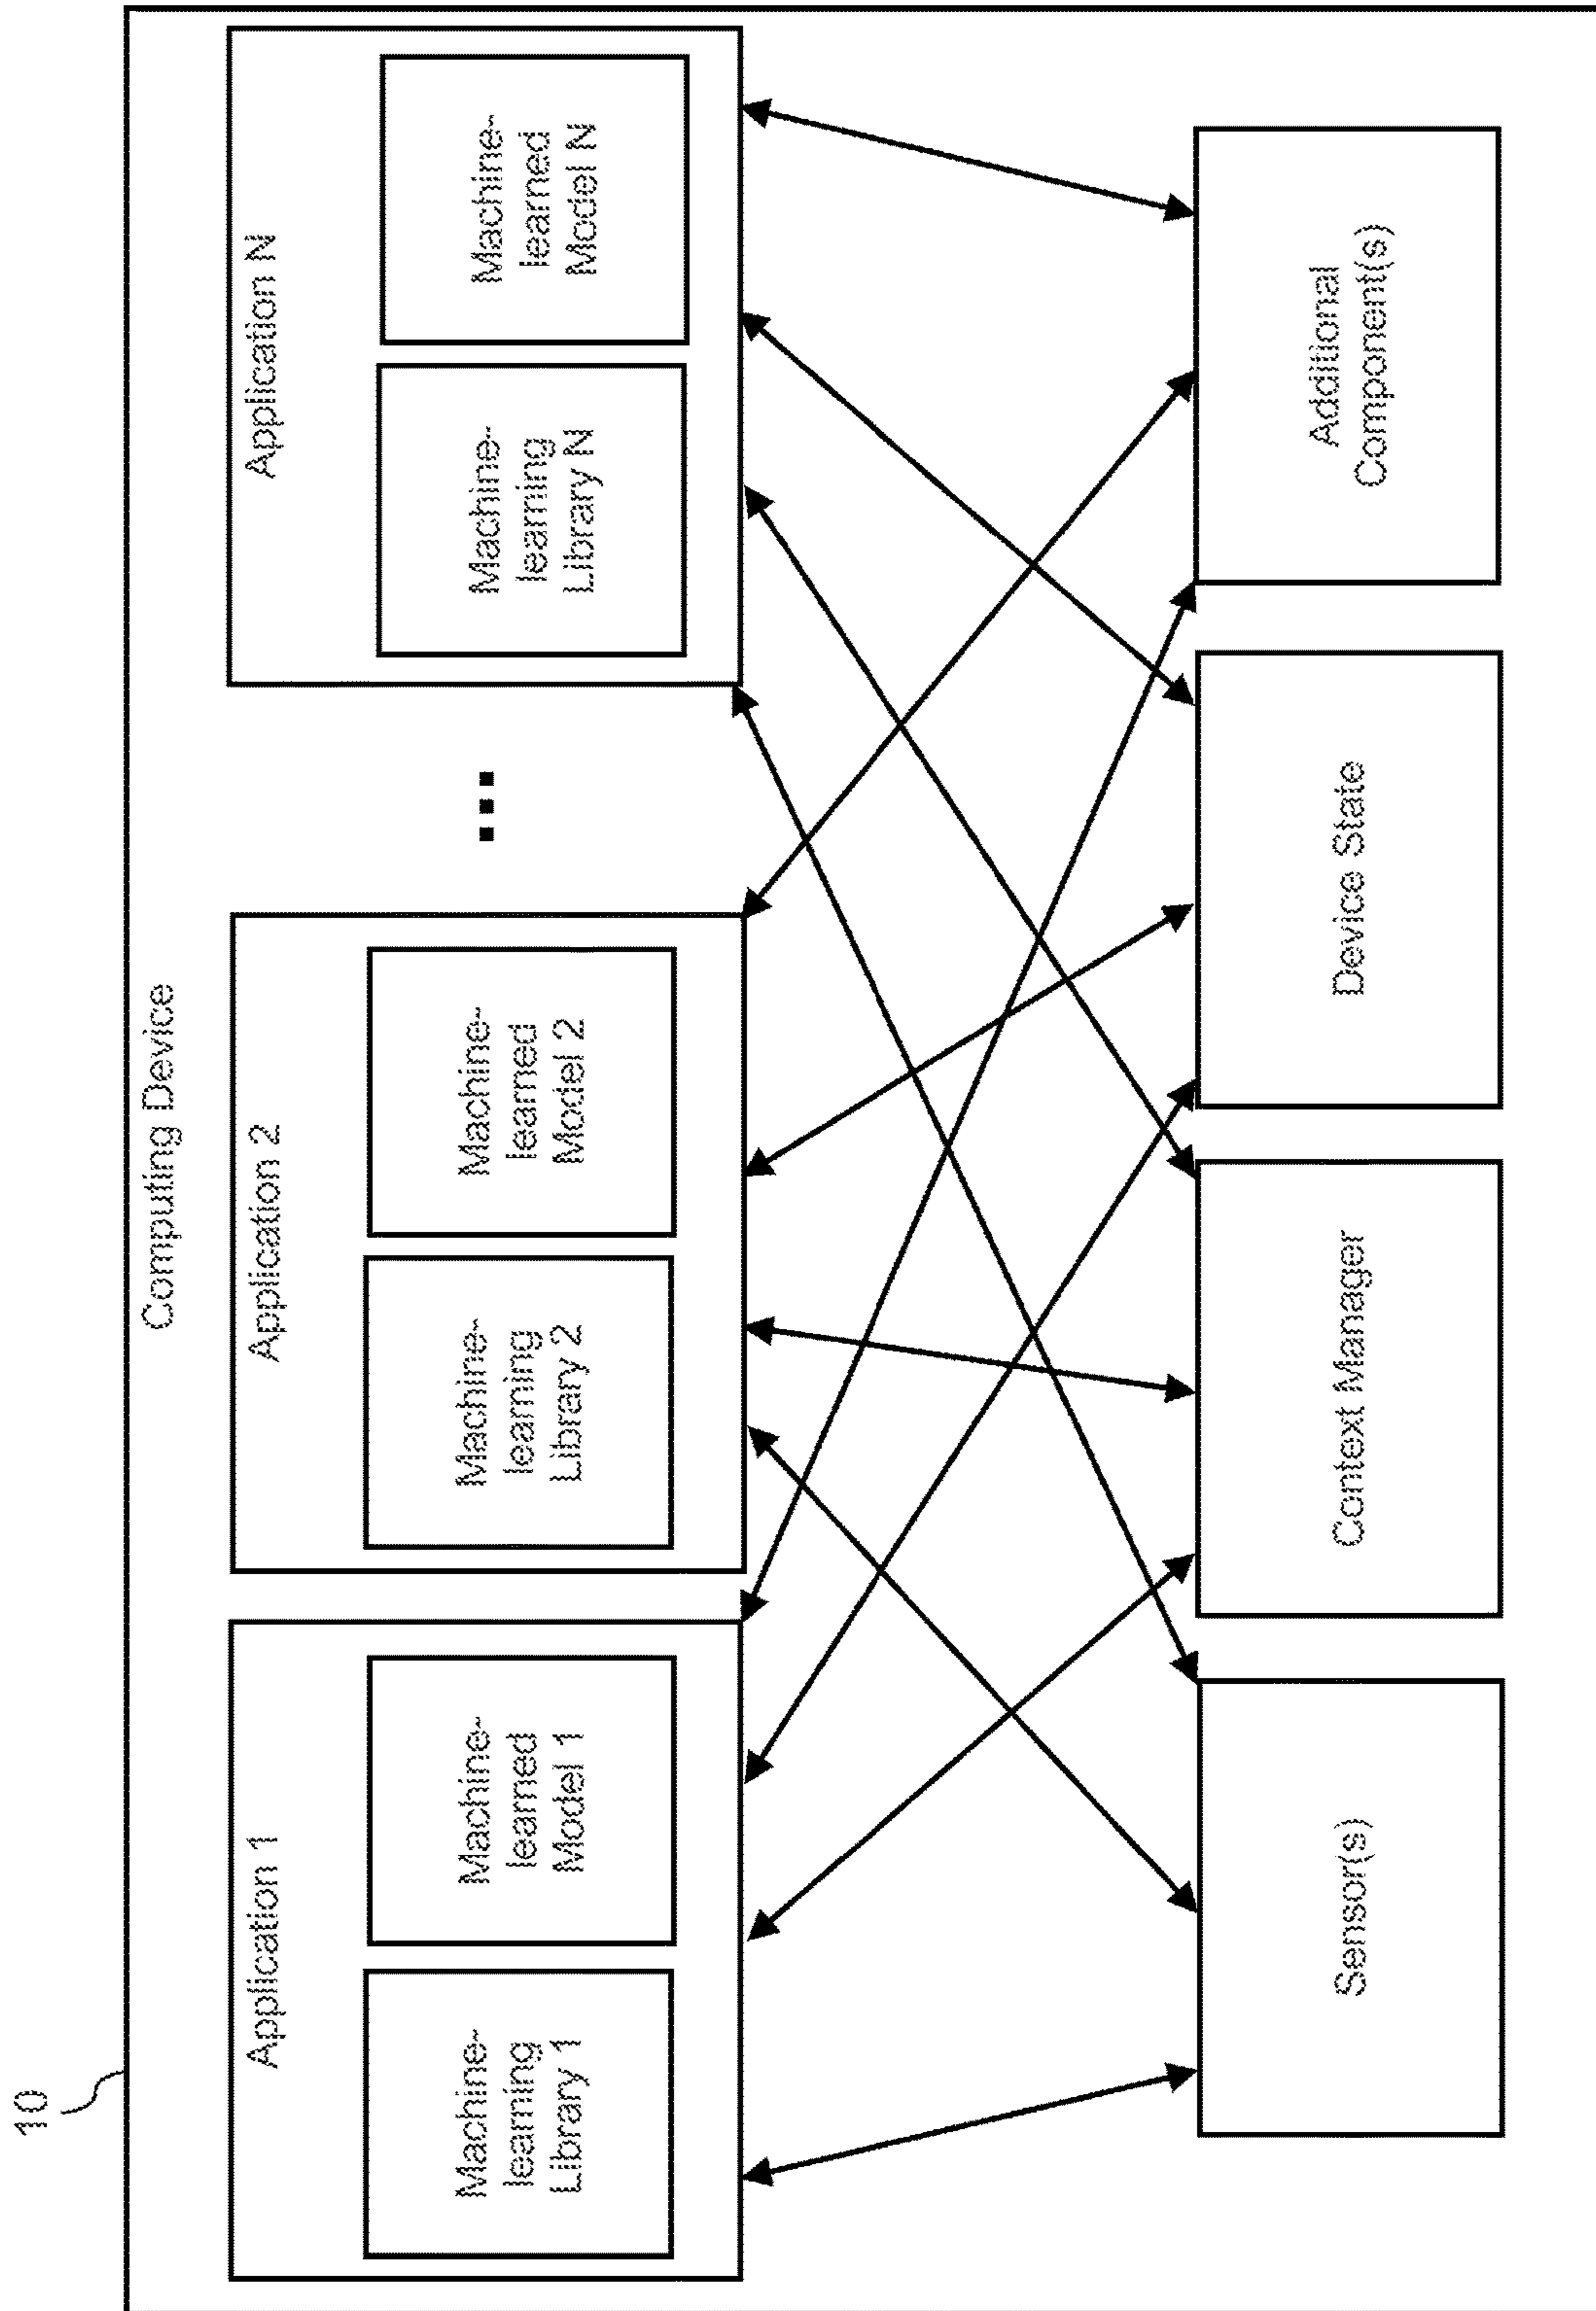 10
Computing Device
Application 1
Machine-
learning
Library 1
Machine-
learned
Model 1
Application 2
Machine-
learning
Library 2
Machine-
learned
Model 2
...
Application N
Machine-
learning
Library N
Machine-
learned
Model N
Sensor(s)
Context Manager
Device State
Additional
Component(s)